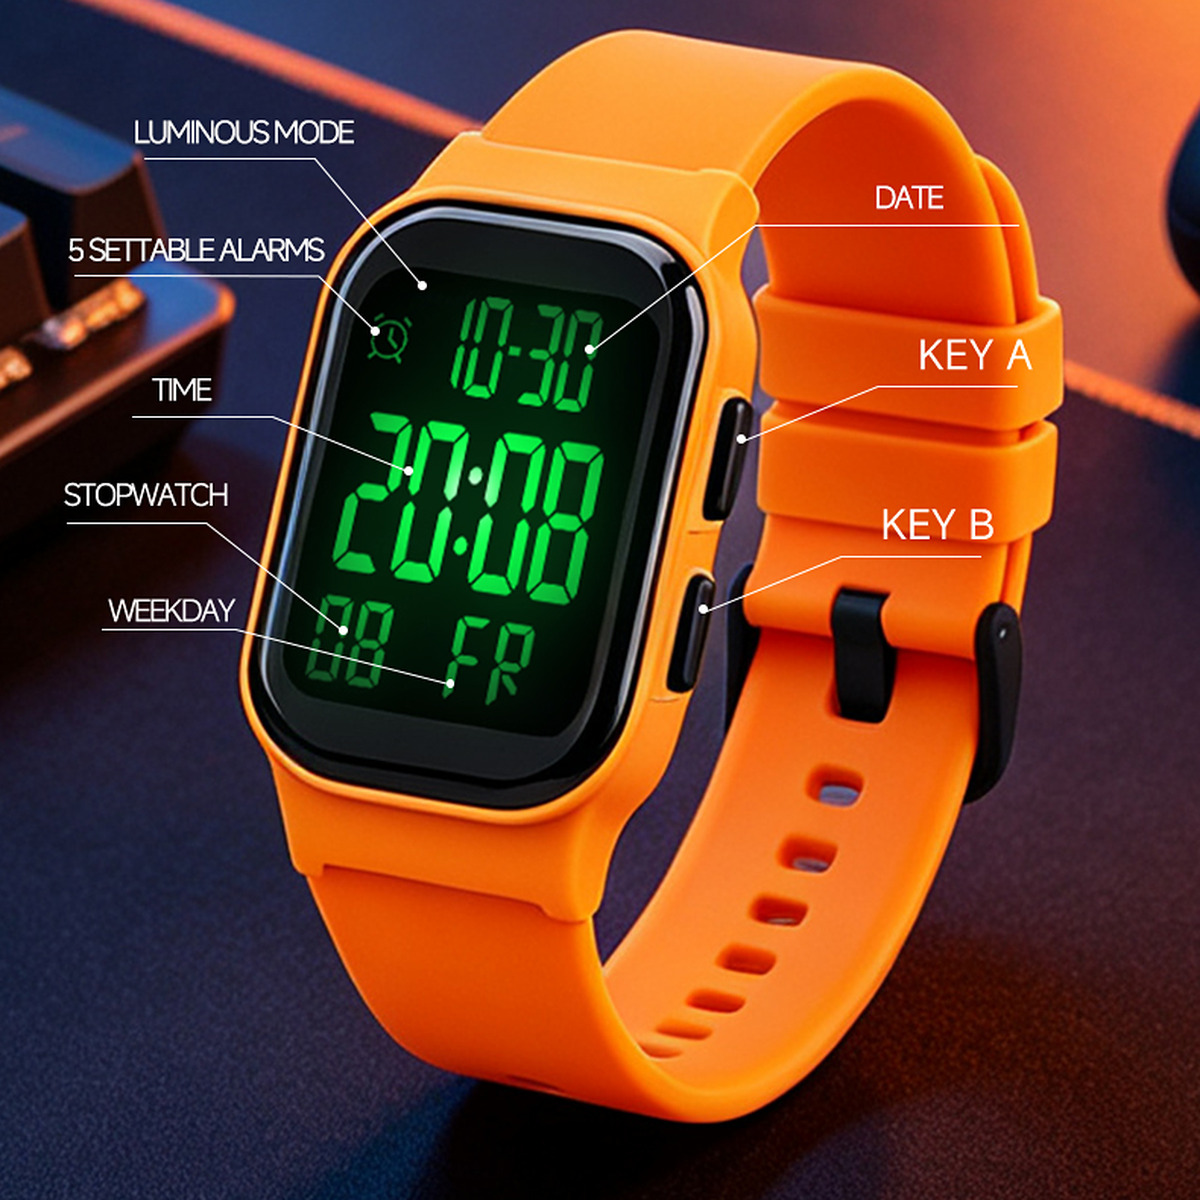 LUMINOUS MODE
DATE
5 SETTABLE ALARMS
10-30
KEY A
TIME
20:08
STOPWATCH
KEY B
WEEKDAY
08 FR